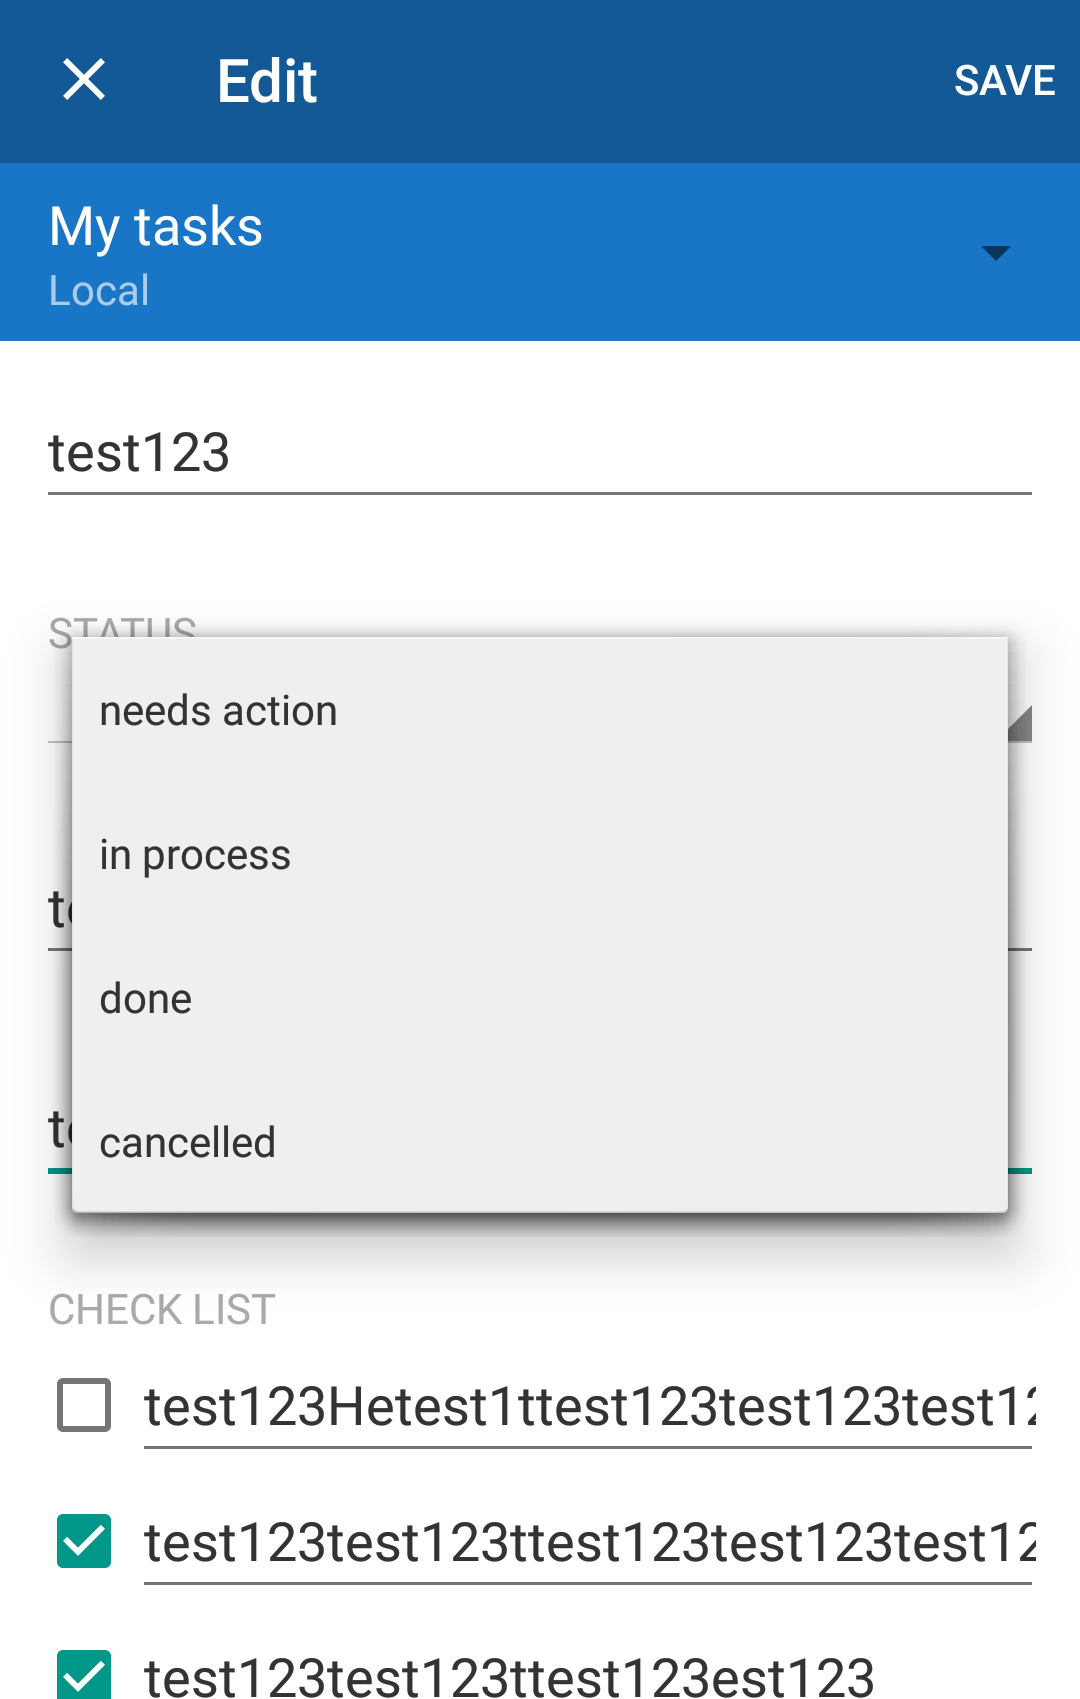 Edit
SAVE
My tasks
Local
test123
STATUS
needs action
in process
done
cancelled
CHECK LIST
test123Hetest1ttest123test123test12
test123test123ttest123test123test12
test123test123ttest123est123